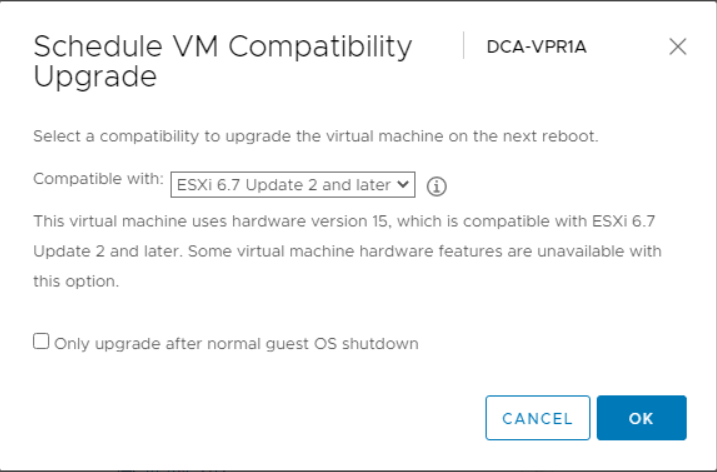 Schedule VM Compatibility
Upgrade
DCA-VPR1A
Select a compatibility to upgrade the virtual machine on the next reboot.
Compatible with: ESXi 6.7 Update 2 and later
This virtual machine uses hardware version 15, which is compatible with ESXi 6.7
Update 2 and later. Some virtual machine hardware features are unavailable with
this option.
Only upgrade after normal guest OS shutdown
CANCEL
OK